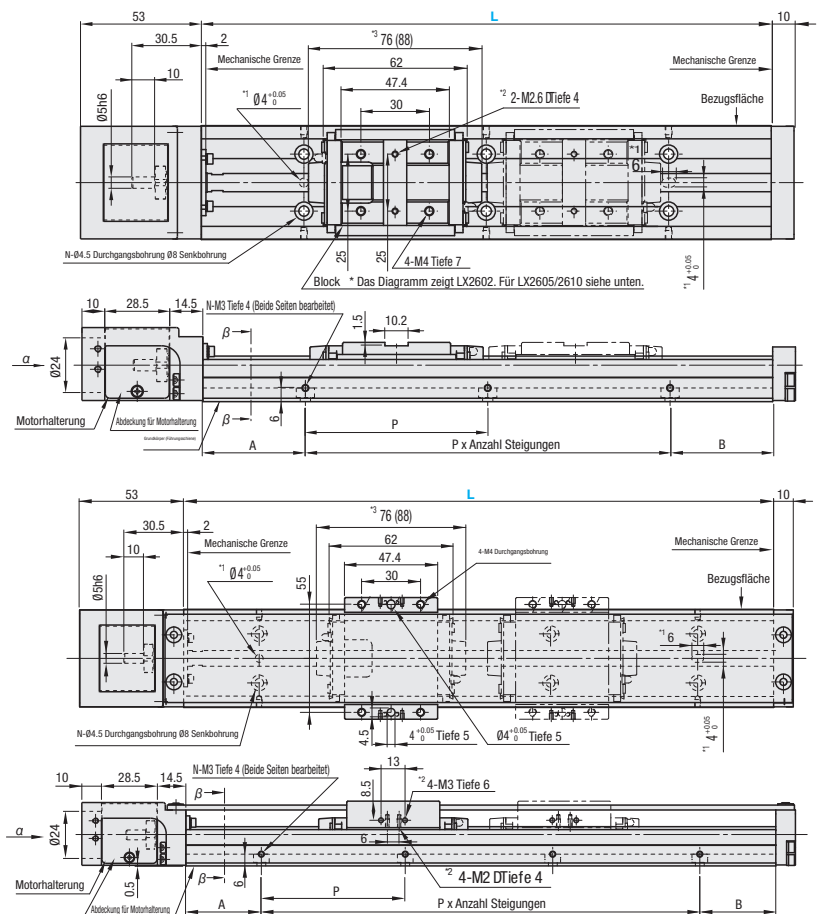 53
L
10
30.5
2
*3 76 (88)
Mechanische Grenze
62
Mechanische Grenze
10
47.4
*1 Ø4 +0.05 0
30
*2 2-M2.6 Tiefe 4
Bezugsfläche
Ø5h6
*1
6
N-Ø4.5 Durchgangsbohrung Ø8 Senkbohrung
25
25
4-M4 Tiefe 7
*1 4 +0.05 0
Block * Das Diagramm zeigt LX2602. Für LX2605/2610 siehe unten.
10
28.5
14.5
N-M3 Tiefe 4 (Beide Seiten bearbeitet)
β
1.5
10.2
α
Ø24
Motorhalterung
Abdeckung für Motorhalterung
Grundkörper (Führungsschiene)
β
6
P
A
P x Anzahl Steigungen
B
53
L
10
30.5
2
*3 76 (88)
Mechanische Grenze
62
Mechanische Grenze
10
47.4
4-M4 Durchgangsbohrung
*1 Ø4 +0.05 0
30
Bezugsfläche
55
Ø5h6
*1 6
N-Ø4.5 Durchgangsbohrung Ø8 Senkbohrung
4.5
4 +0.05 0 Tiefe 5
Ø4 +0.05 0 Tiefe 5
*1 4 +0.05 0
N-M3 Tiefe 4 (Beide Seiten bearbeitet)
10
28.5
14.5
β
8.5
13
*2 4-M3 Tiefe 6
α
Ø24
6
Motorhalterung
0.5
β
6
*2 4-M2 Tiefe 4
Abdeckung für Motorhalterung
P
A
P x Anzahl Steigungen
B